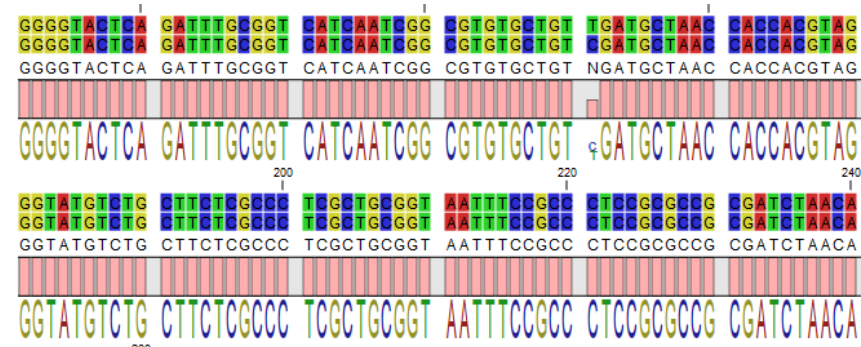 GGGGTACTCA GATTTGCGGT CATCAATCGG CGTGTGCTGT TGATGCTAAC CACCACGTAG
GGGGTACTCA GATTTGCGGT CATCAATCGG CGTGTGCTGT CGATGCTAAC CACCACGTAG
GGGGTACTCA GATTTGCGGT CATCAATCGG CGTGTGCTGT NGATGCTAAC CACCACGTAG
GGGGTACTCA GATTTGCGGT CATCAATCGG CGTGTGCTGT CTGATGCTAAC CACCACGTAG
200 220 240
GGTATGTCTG CTTCTCGCCC TCGCTGCGGT AATTTCCGCC CTCCGCGCCG CGATCTAACA
GGTATGTCTG CTTCTCGCCC TCGCTGCGGT AATTTCCGCC CTCCGCGCCG CGATCTAACA
GGTATGTCTG CTTCTCGCCC TCGCTGCGGT AATTTCCGCC CTCCGCGCCG CGATCTAACA
GGTATGTCTG CTTCTCGCCC TCGCTGCGGT AATTTCCGCC CTCCGCGCCG CGATCTAACA